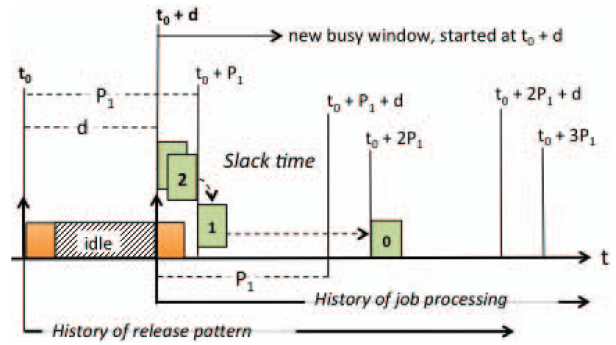 t₀ + d
new busy window, started at t₀ + d
t₀
t₀ + P₁
P₁
t₀ + P₁ + d
t₀ + 2P₁ + d
d
t₀ + 2P₁
t₀ + 3P₁
2
Slack time
1
0
idle
t
P₁
History of job processing
History of release pattern